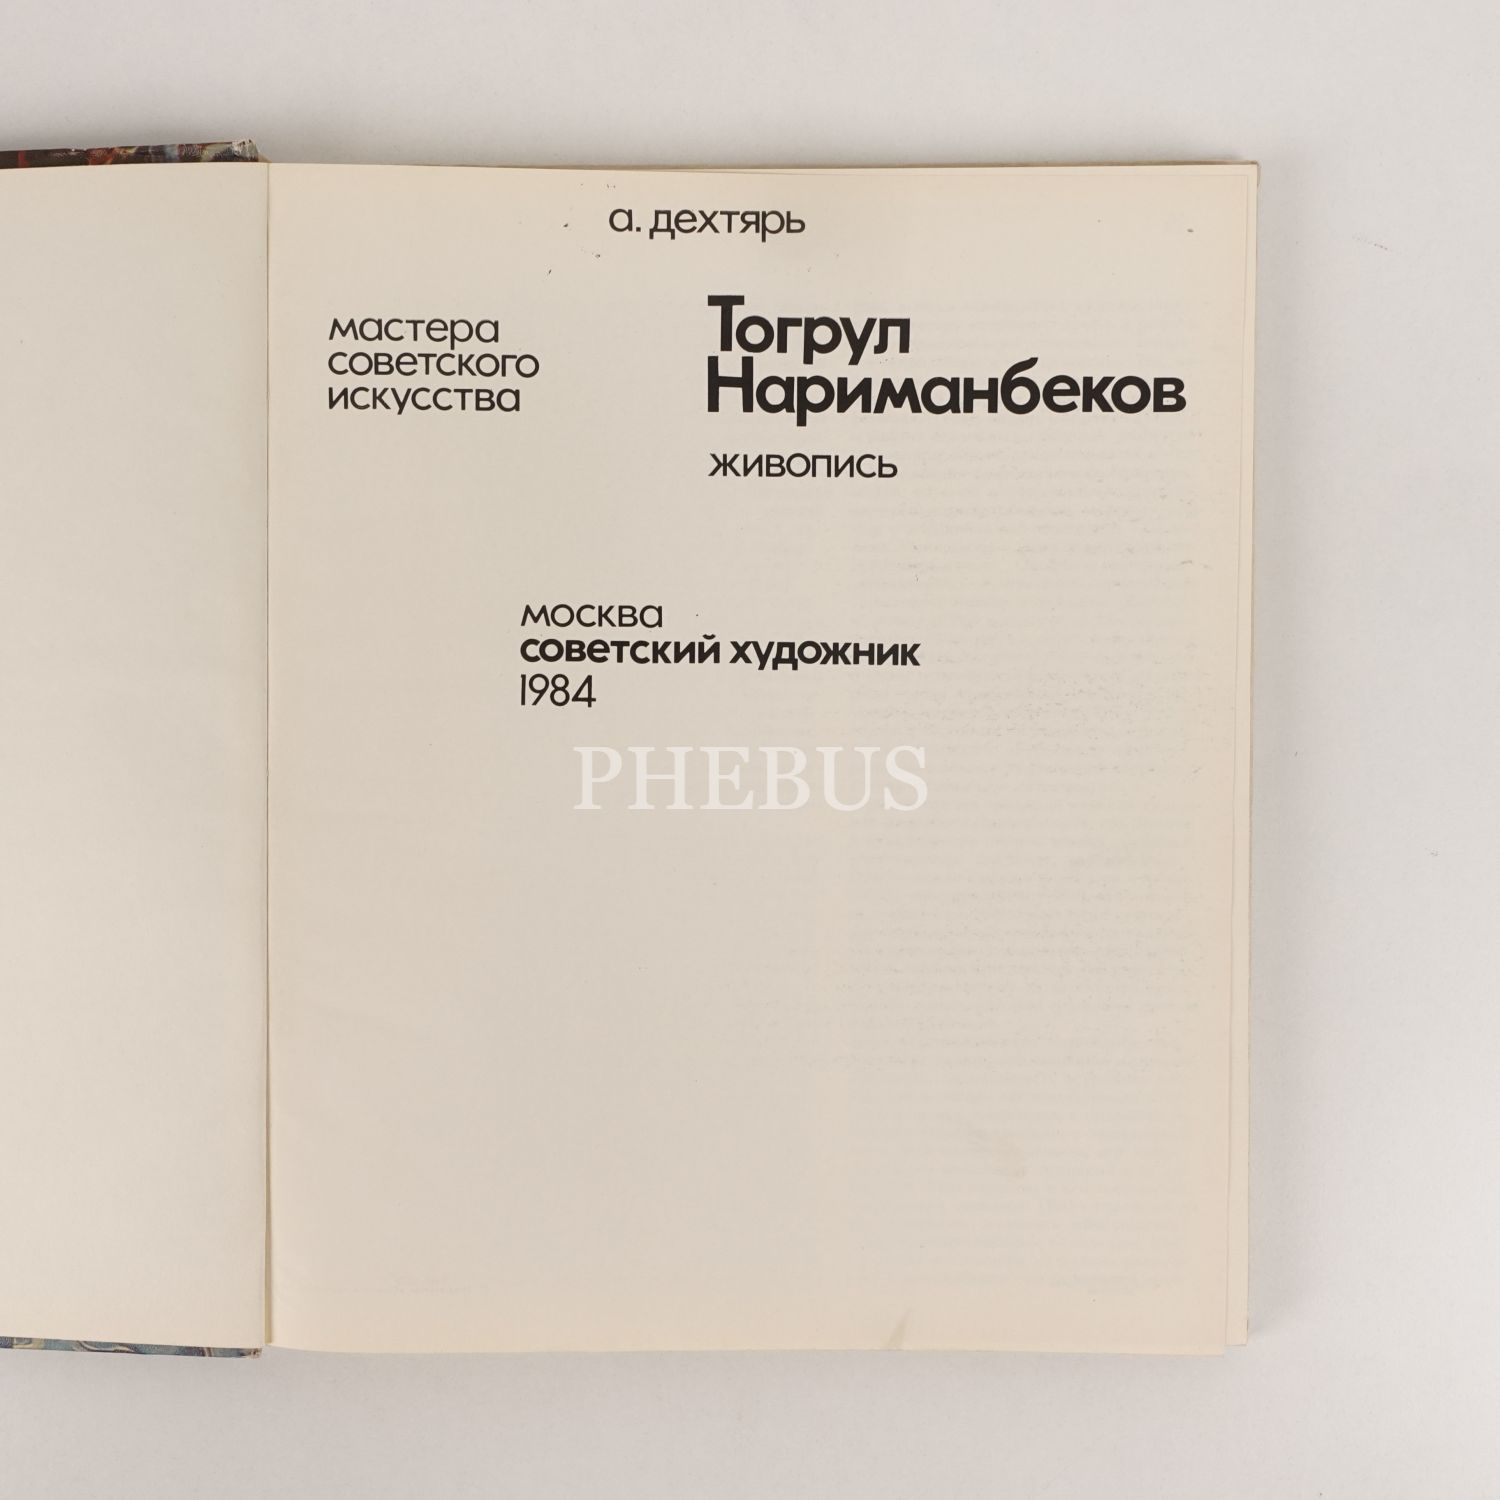 а. дехтярь
мастера
советского
искусства
Тогрул
Нариманбеков
живопись
москва
советский художник
1984
PHEBUS